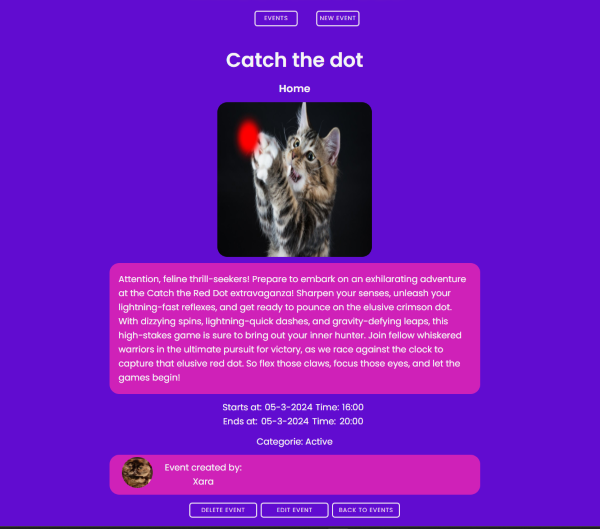 EVENTS NEW EVENT
Catch the dot
Home
Attention, feline thrill-seekers! Prepare to embark on an exhilarating adventure
at the Catch the Red Dot extravaganza! Sharpen your senses, unleash your
lightning-fast reflexes, and get ready to pounce on the elusive crimson dot.
With dizzying spins, lightning-quick dashes, and gravity-defying leaps, this
high-stakes game is sure to bring out your inner hunter. Join fellow whiskered
warriors in the ultimate pursuit for victory, as we race against the clock to
capture that elusive red dot. So flex those claws, focus those eyes, and let the
games begin!
Starts at: 05-3-2024 Time: 16:00
Ends at: 05-3-2024 Time: 20:00
Categorie: Active
Event created by:
Xara
DELETE EVENT EDIT EVENT BACK TO EVENTS